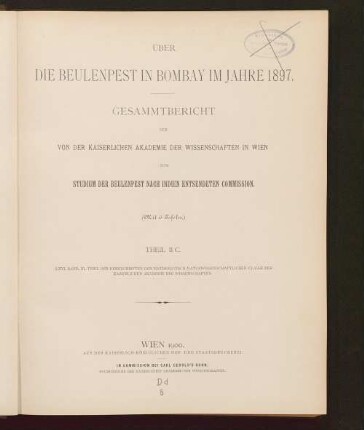 ÜBER
DIE BEULENPEST IN BOMBAY IM JAHRE 1897.
GESAMMTBERICHT
DER
VON DER KAISERLICHEN AKADEMIE DER WISSENSCHAFTEN IN WIEN
ZUM
STUDIUM DER BEULENPEST NACH INDIEN ENTSENDETEN COMMISSION.
THEIL II C.
WIEN 1900.
AUS DER KAISERLICH-KÖNIGLICHEN HOF- UND STAATSDRUCKEREI
IN COMMISSION BEI CARL GEROLD'S SOHN,
Dd
8